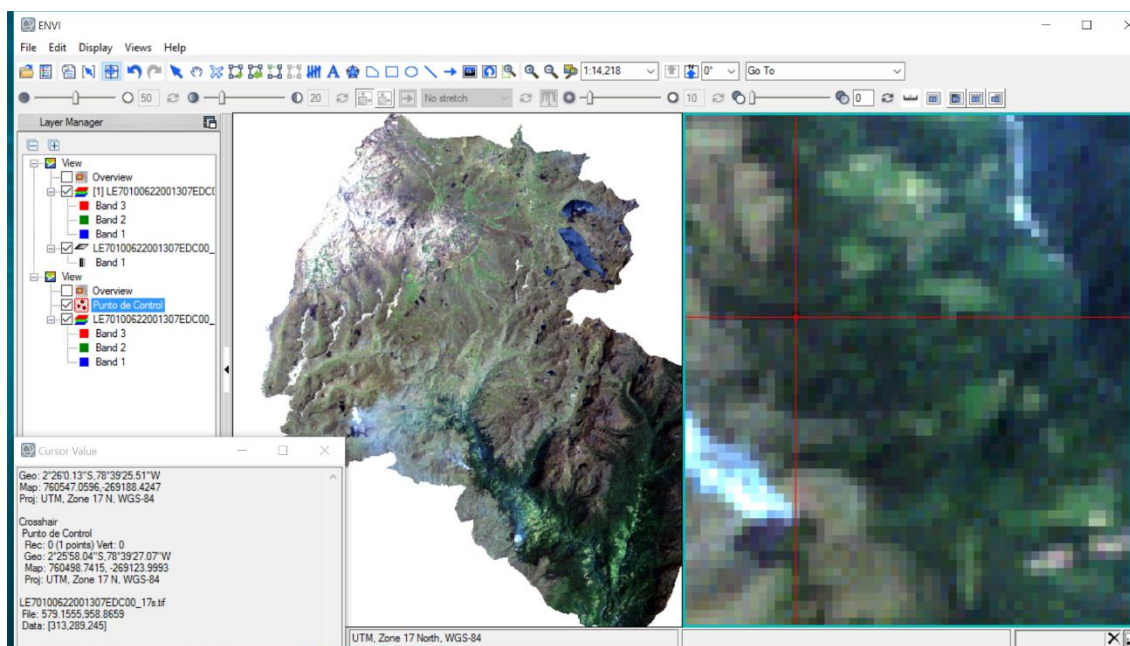 ENVI
File Edit Display Views Help
1:14,218 0° Go To
50 20 No stretch 10 0
Layer Manager
View
Overview
[1] LE70100622001307EDC(
Band 3
Band 2
Band 1
LE70100622001307EDC00_
Band 1
View
Overview
Punto de Control
LE70100622001307EDC00_
Band 3
Band 2
Band 1
Cursor Value
Geo: 2°26'0.13"S,78°39'25.51"W
Map: 760547.0596,-269188.4247
Proj: UTM, Zone 17 N, WGS-84
Crosshair
Punto de Control
Rec: 0 (1 points) Vert: 0
Geo: 2°25'58.04"S,78°39'27.07"W
Map: 760498.7415, -269123.9993
Proj: UTM, Zone 17 N, WGS-84
LE70100622001307EDC00_17s.tif
File: 579.1555,958.8659
Data: [313,289,245]
UTM, Zone 17 North, WGS-84